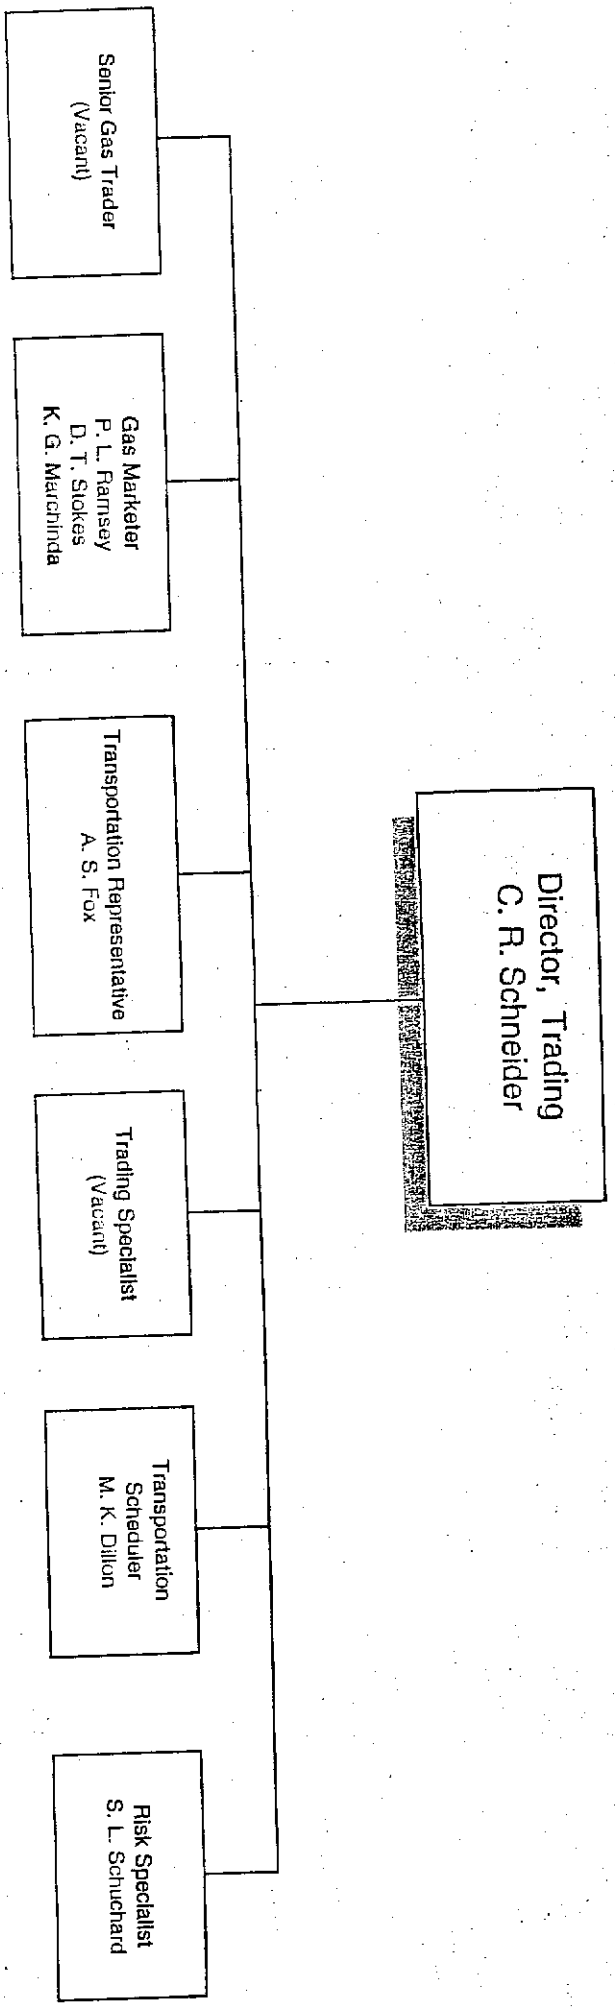 Director, Trading
C. R. Schneider
Senior Gas Trader
(Vacant)
Gas Marketer
P. L. Ramsey
D. T. Stokes
K. G. Marchinda
Transportation Representative
A. S. Fox
Trading Specialist
(Vacant)
Transportation
Scheduler
M. K. Dillon
Risk Specialist
S. L. Schuchard